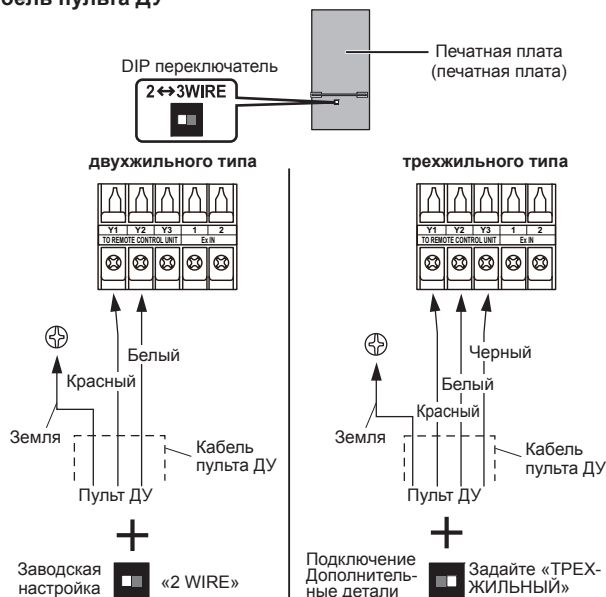 бель пульта ДУ
Печатная плата
(печатная плата)
DIP переключатель
2↔3WIRE
двухжильного типа
Y1 Y2 Y3 1 2
TO REMOTE CONTROL UNIT Ex IN
Белый
Красный
Земля
Кабель
пульта ДУ
Пульт ДУ
+
Заводская
настройка
«2 WIRE»
трехжильного типа
Y1 Y2 Y3 1 2
TO REMOTE CONTROL UNIT Ex IN
Черный
Белый
Красный
Земля
Кабель
пульта ДУ
Пульт ДУ
+
Подключение
Дополнитель-
ные детали
Задайте «ТРЕХ-
ЖИЛЬНЫЙ»